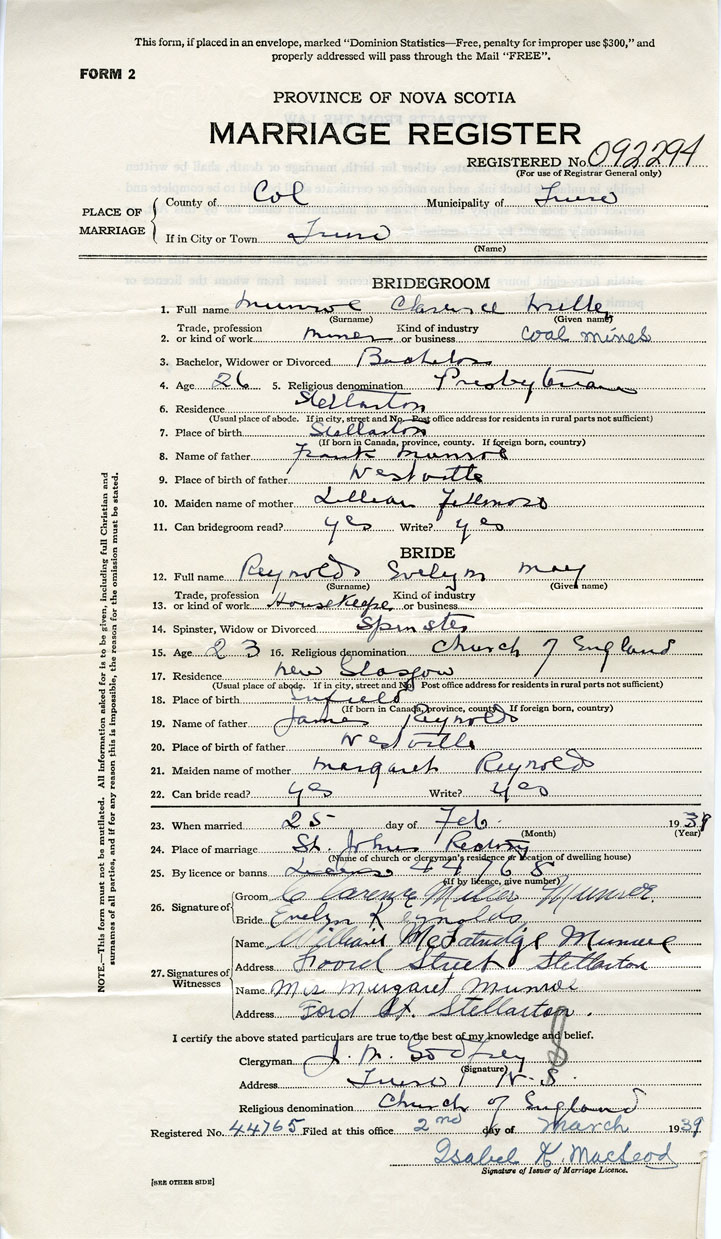 This form, if placed in an envelope, marked “Dominion Statistics—Free, penalty for improper use $300,” and
properly addressed will pass through the Mail “FREE”.
FORM 2
PROVINCE OF NOVA SCOTIA
MARRIAGE REGISTER
REGISTERED No. 092294
(For use of Registrar General only)
PLACE OF MARRIAGE
County of Col Municipality of Truro
If in City or Town Truro
(Name)
BRIDEGROOM
1. Full name Munroe Clarence
(Surname) (Given name)
2. Trade, profession or kind of work Miner Kind of industry or business coal mines
3. Bachelor, Widower or Divorced Bachelor
4. Age 26 5. Religious denomination Presbyterian
6. Residence Stellarton
(Usual place of abode. If in city, street and No. Post office address for residents in rural parts not sufficient)
7. Place of birth Stellarton
(If born in Canada, province, county. If foreign born, country)
8. Name of father Frank Munroe
9. Place of birth of father Westville
10. Maiden name of mother Lillian Fillmore
11. Can bridegroom read? yes Write? yes
BRIDE
12. Full name Reynolds Evelyn May
(Surname) (Given name)
13. Trade, profession or kind of work Housekeeper Kind of industry or business
14. Spinster, Widow or Divorced Spinster
15. Age 23 16. Religious denomination Church of England
17. Residence New Glasgow
(Usual place of abode. If in city, street and No. Post office address for residents in rural parts not sufficient)
18. Place of birth Enfield
(If born in Canada, province, county. If foreign born, country)
19. Name of father James Reynolds
20. Place of birth of father Westville
21. Maiden name of mother Margaret Reynolds
22. Can bride read? yes Write? yes
23. When married 25 day of Feb. 1939
(Month) (Year)
24. Place of marriage St. Johns Rectory
(Name of church or clergyman's residence or location of dwelling house)
25. By licence or banns
(If by licence, give number)
26. Signature of
Groom Clarence Miller Munroe.
Bride Evelyn Reynolds
27. Signatures of Witnesses
Name William Munroe
Address Foord Street Stellarton
Name Mrs Margaret Munroe
Address Ford St. Stellarton.
I certify the above stated particulars are true to the best of my knowledge and belief.
Clergyman J. M. Godfrey
(Signature)
Address Truro N.S.
Religious denomination Church of England
Registered No. 44765 Filed at this office 2nd day of March 1939
Isabel K. MacLeod
Signature of Issuer of Marriage Licence.
[SEE OTHER SIDE]
NOTE.—This form must not be mutilated. All information asked for is to be given, including full Christian and
surnames of all parties, and if for any reason this is impossible, the reason for the omission must be stated.